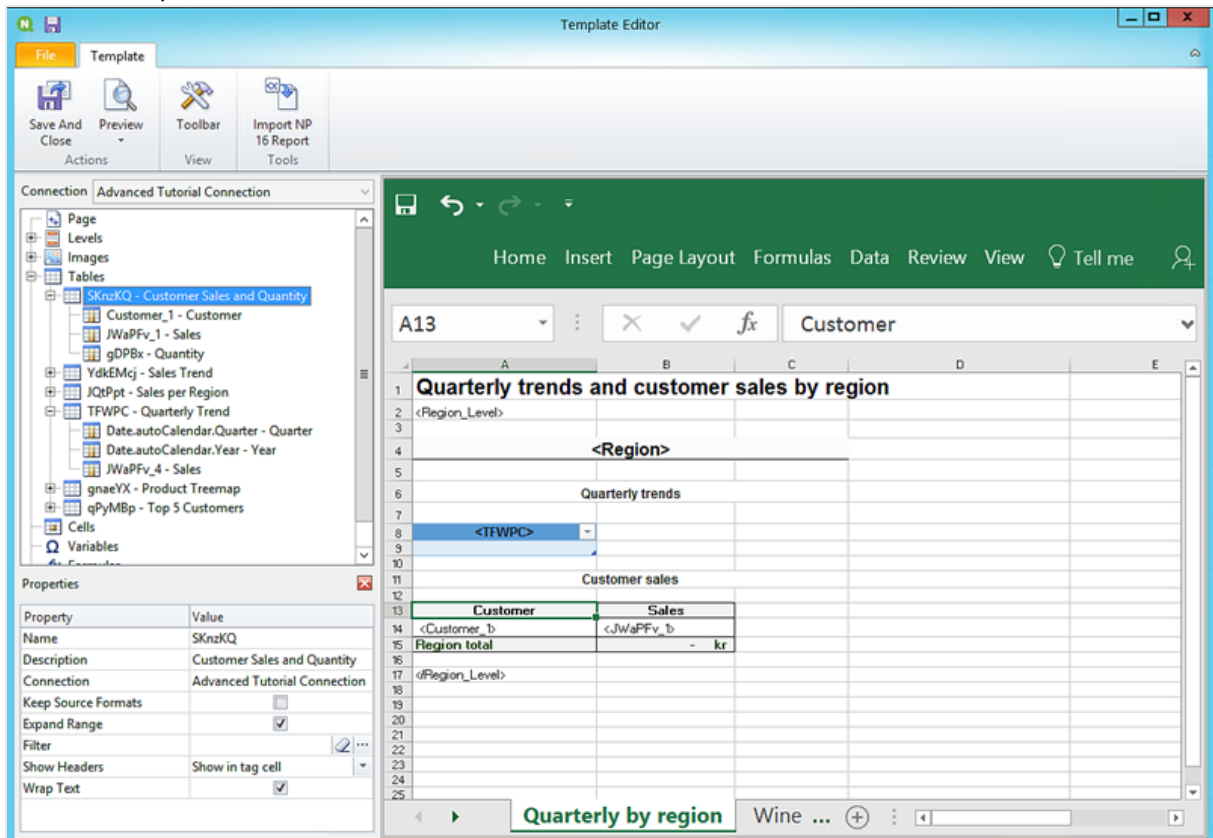 Template Editor
File Template
Save And Close
Preview
Toolbar
Import NP 16 Report
Actions View Tools
Connection Advanced Tutorial Connection
Page
Levels
Images
Tables
SKnzKQ - Customer Sales and Quantity
Customer_1 - Customer
JWaPFv_1 - Sales
gDPBx - Quantity
YdkEMcj - Sales Trend
JQtPpt - Sales per Region
TFWPC - Quarterly Trend
Date.autoCalendar.Quarter - Quarter
Date.autoCalendar.Year - Year
JWaPFv_4 - Sales
gnaeYX - Product Treemap
qPyMBp - Top 5 Customers
Cells
Variables
Properties
Property Value
Name SKnzKQ
Description Customer Sales and Quantity
Connection Advanced Tutorial Connection
Keep Source Formats
Expand Range
Filter
Show Headers Show in tag cell
Wrap Text
Home Insert Page Layout Formulas Data Review View Tell me
A13 fx Customer
A B C D E
1 Quarterly trends and customer sales by region
2 <Region_Level>
3
4 <Region>
5
6 Quarterly trends
7
8 <TFWPC>
9
10
11 Customer sales
12
13 Customer Sales
14 <Customer_1> <JWaPFv_1>
15 Region total - kr
16
17 </Region_Level>
18
19
20
21
22
23
24
25
Quarterly by region Wine ...